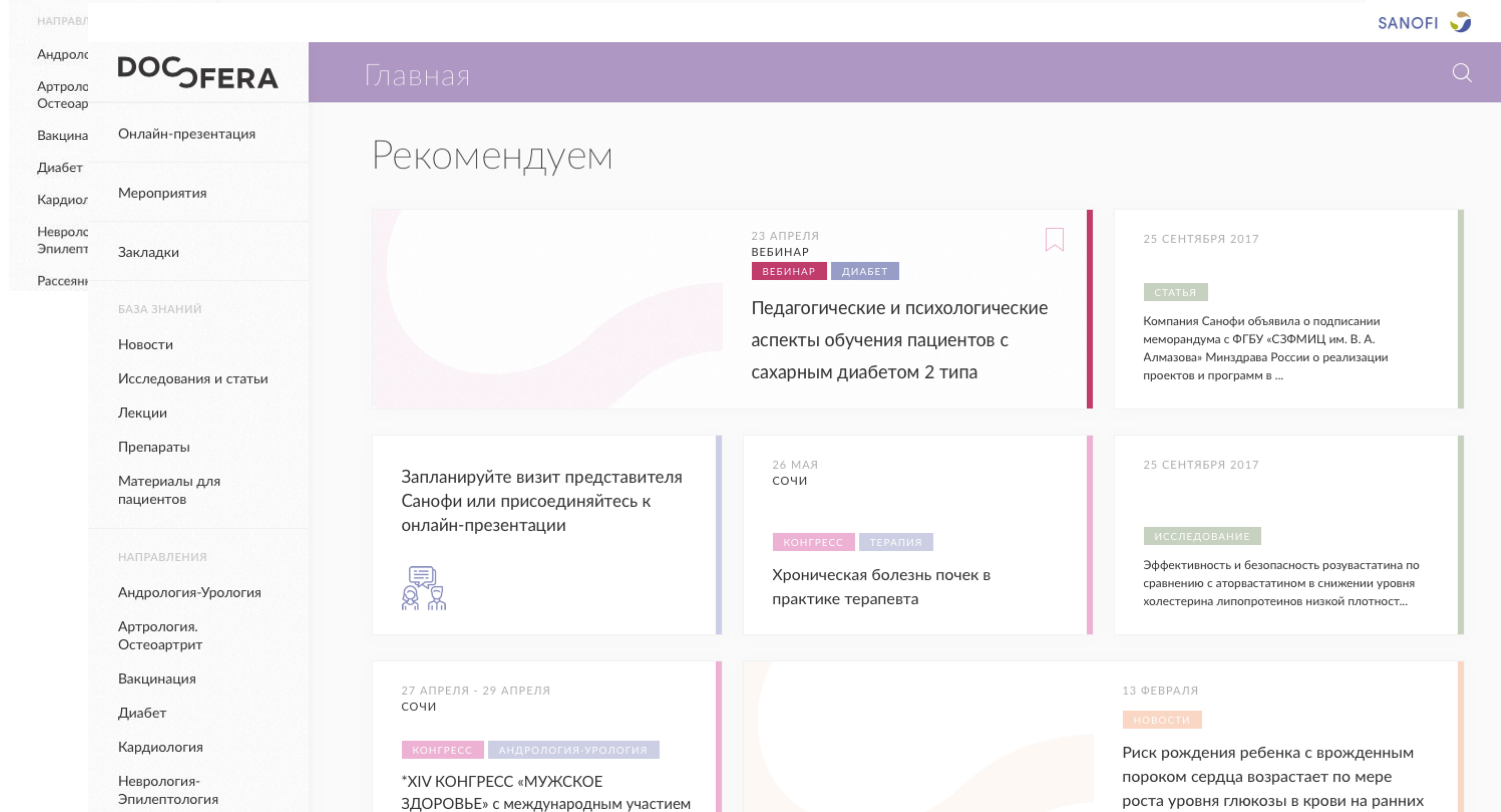 НАПРАВЛ
Андроло
Артроло
Остеоар
Вакцина
Диабет
Кардиол
Невроло
Эпилепт
Рассеян
SANOFI
DOCSFERA
Главная
Онлайн-презентация
Мероприятия
Закладки
БАЗА ЗНАНИЙ
Новости
Исследования и статьи
Лекции
Препараты
Материалы для
пациентов
НАПРАВЛЕНИЯ
Андрология-Урология
Артрология.
Остеоартрит
Вакцинация
Диабет
Кардиология
Неврология-
Эпилептология
Рекомендуем
23 АПРЕЛЯ
ВЕБИНАР
ВЕБИНАР ДИАБЕТ
Педагогические и психологические
аспекты обучения пациентов с
сахарным диабетом 2 типа
25 СЕНТЯБРЯ 2017
СТАТЬЯ
Компания Санофи объявила о подписании
меморандума с ФГБУ «СЗФМИЦ им. В. А.
Алмазова» Минздрава России о реализации
проектов и программ в ...
Запланируйте визит представителя
Санофи или присоединяйтесь к
онлайн-презентации
26 МАЯ
СОЧИ
КОНГРЕСС ТЕРАПИЯ
Хроническая болезнь почек в
практике терапевта
25 СЕНТЯБРЯ 2017
ИССЛЕДОВАНИЕ
Эффективность и безопасность розувастатина по
сравнению с аторвастатином в снижении уровня
холестерина липопротеинов низкой плотност...
27 АПРЕЛЯ - 29 АПРЕЛЯ
СОЧИ
КОНГРЕСС АНДРОЛОГИЯ-УРОЛОГИЯ
*XIV КОНГРЕСС «МУЖСКОЕ
ЗДОРОВЬЕ» с международным участием
13 ФЕВРАЛЯ
НОВОСТИ
Риск рождения ребенка с врожденным
пороком сердца возрастает по мере
роста уровня глюкозы в крови на ранних